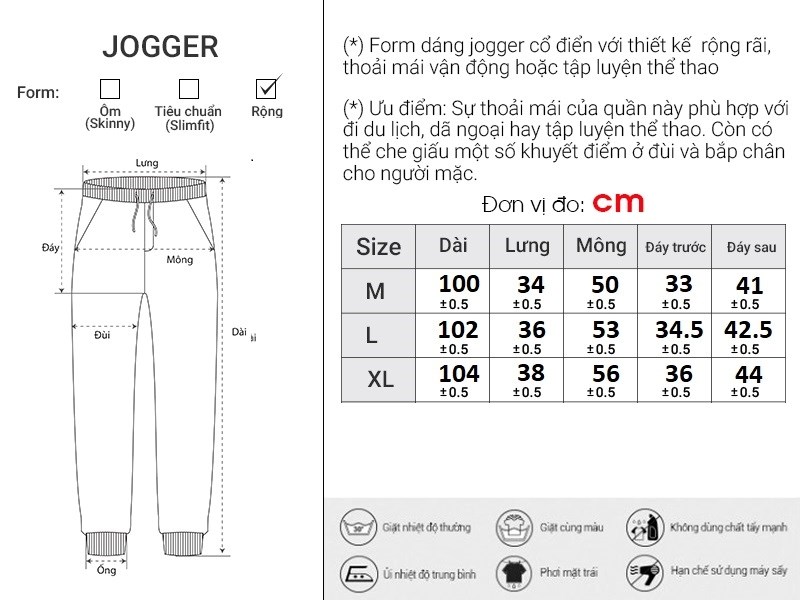 JOGGER
Form:
Ôm
(Skinny)
Tiêu chuẩn
(Slimfit)
Rộng
Lưng
Đáy
Mông
Đùi
Dài
ài
Ống
(*) Form dáng jogger cổ điển với thiết kế rộng rãi,
thoải mái vận động hoặc tập luyện thể thao
(*) Ưu điểm: Sự thoải mái của quần này phù hợp với
đi du lịch, dã ngoại hay tập luyện thể thao. Còn có
thể che giấu một số khuyết điểm ở đùi và bắp chân
cho người mặc.
Đơn vị đo: cm
Size Dài Lưng Mông Đáy trước Đáy sau
M 100 34 50 33 41
±0.5 ±0.5 ±0.5 ±0.5 ±0.5
L 102 36 53 34.5 42.5
±0.5 ±0.5 ±0.5 ±0.5 ±0.5
XL 104 38 56 36 44
±0.5 ±0.5 ±0.5 ±0.5 ±0.5
30° Giặt nhiệt độ thường
Giặt cùng màu
Không dùng chất tẩy mạnh
Ủi nhiệt độ trung bình
Phơi mặt trái
Hạn chế sử dụng máy sấy